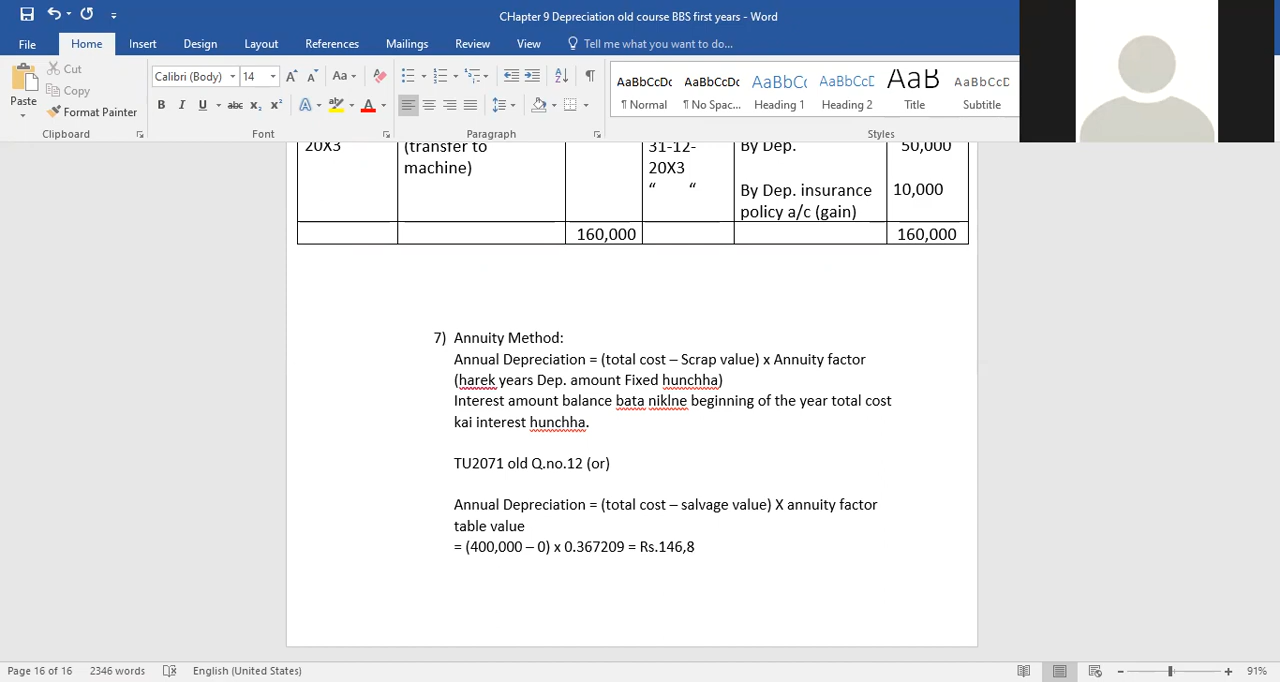 CHapter 9 Depreciation old course BBS first years - Word
File Home Insert Design Layout References Mailings Review View Tell me what you want to do...
Paste
Cut
Copy
Format Painter
Clipboard
Calibri (Body) 14
Font
Paragraph
AaBbCcDc AaBbCcDc AaBbCc AaBbCcC AaB AaBbCcD
¶ Normal ¶ No Spac... Heading 1 Heading 2 Title Subtitle
Styles
20X3 (transfer to 31-12- By Dep. 50,000
machine) 20X3
“ “ By Dep. insurance 10,000
policy a/c (gain)
160,000 160,000
7) Annuity Method:
Annual Depreciation = (total cost – Scrap value) x Annuity factor
(harek years Dep. amount Fixed hunchha)
Interest amount balance bata niklne beginning of the year total cost
kai interest hunchha.
TU2071 old Q.no.12 (or)
Annual Depreciation = (total cost – salvage value) X annuity factor
table value
= (400,000 – 0) x 0.367209 = Rs.146,8
Page 16 of 16 2346 words English (United States) 91%